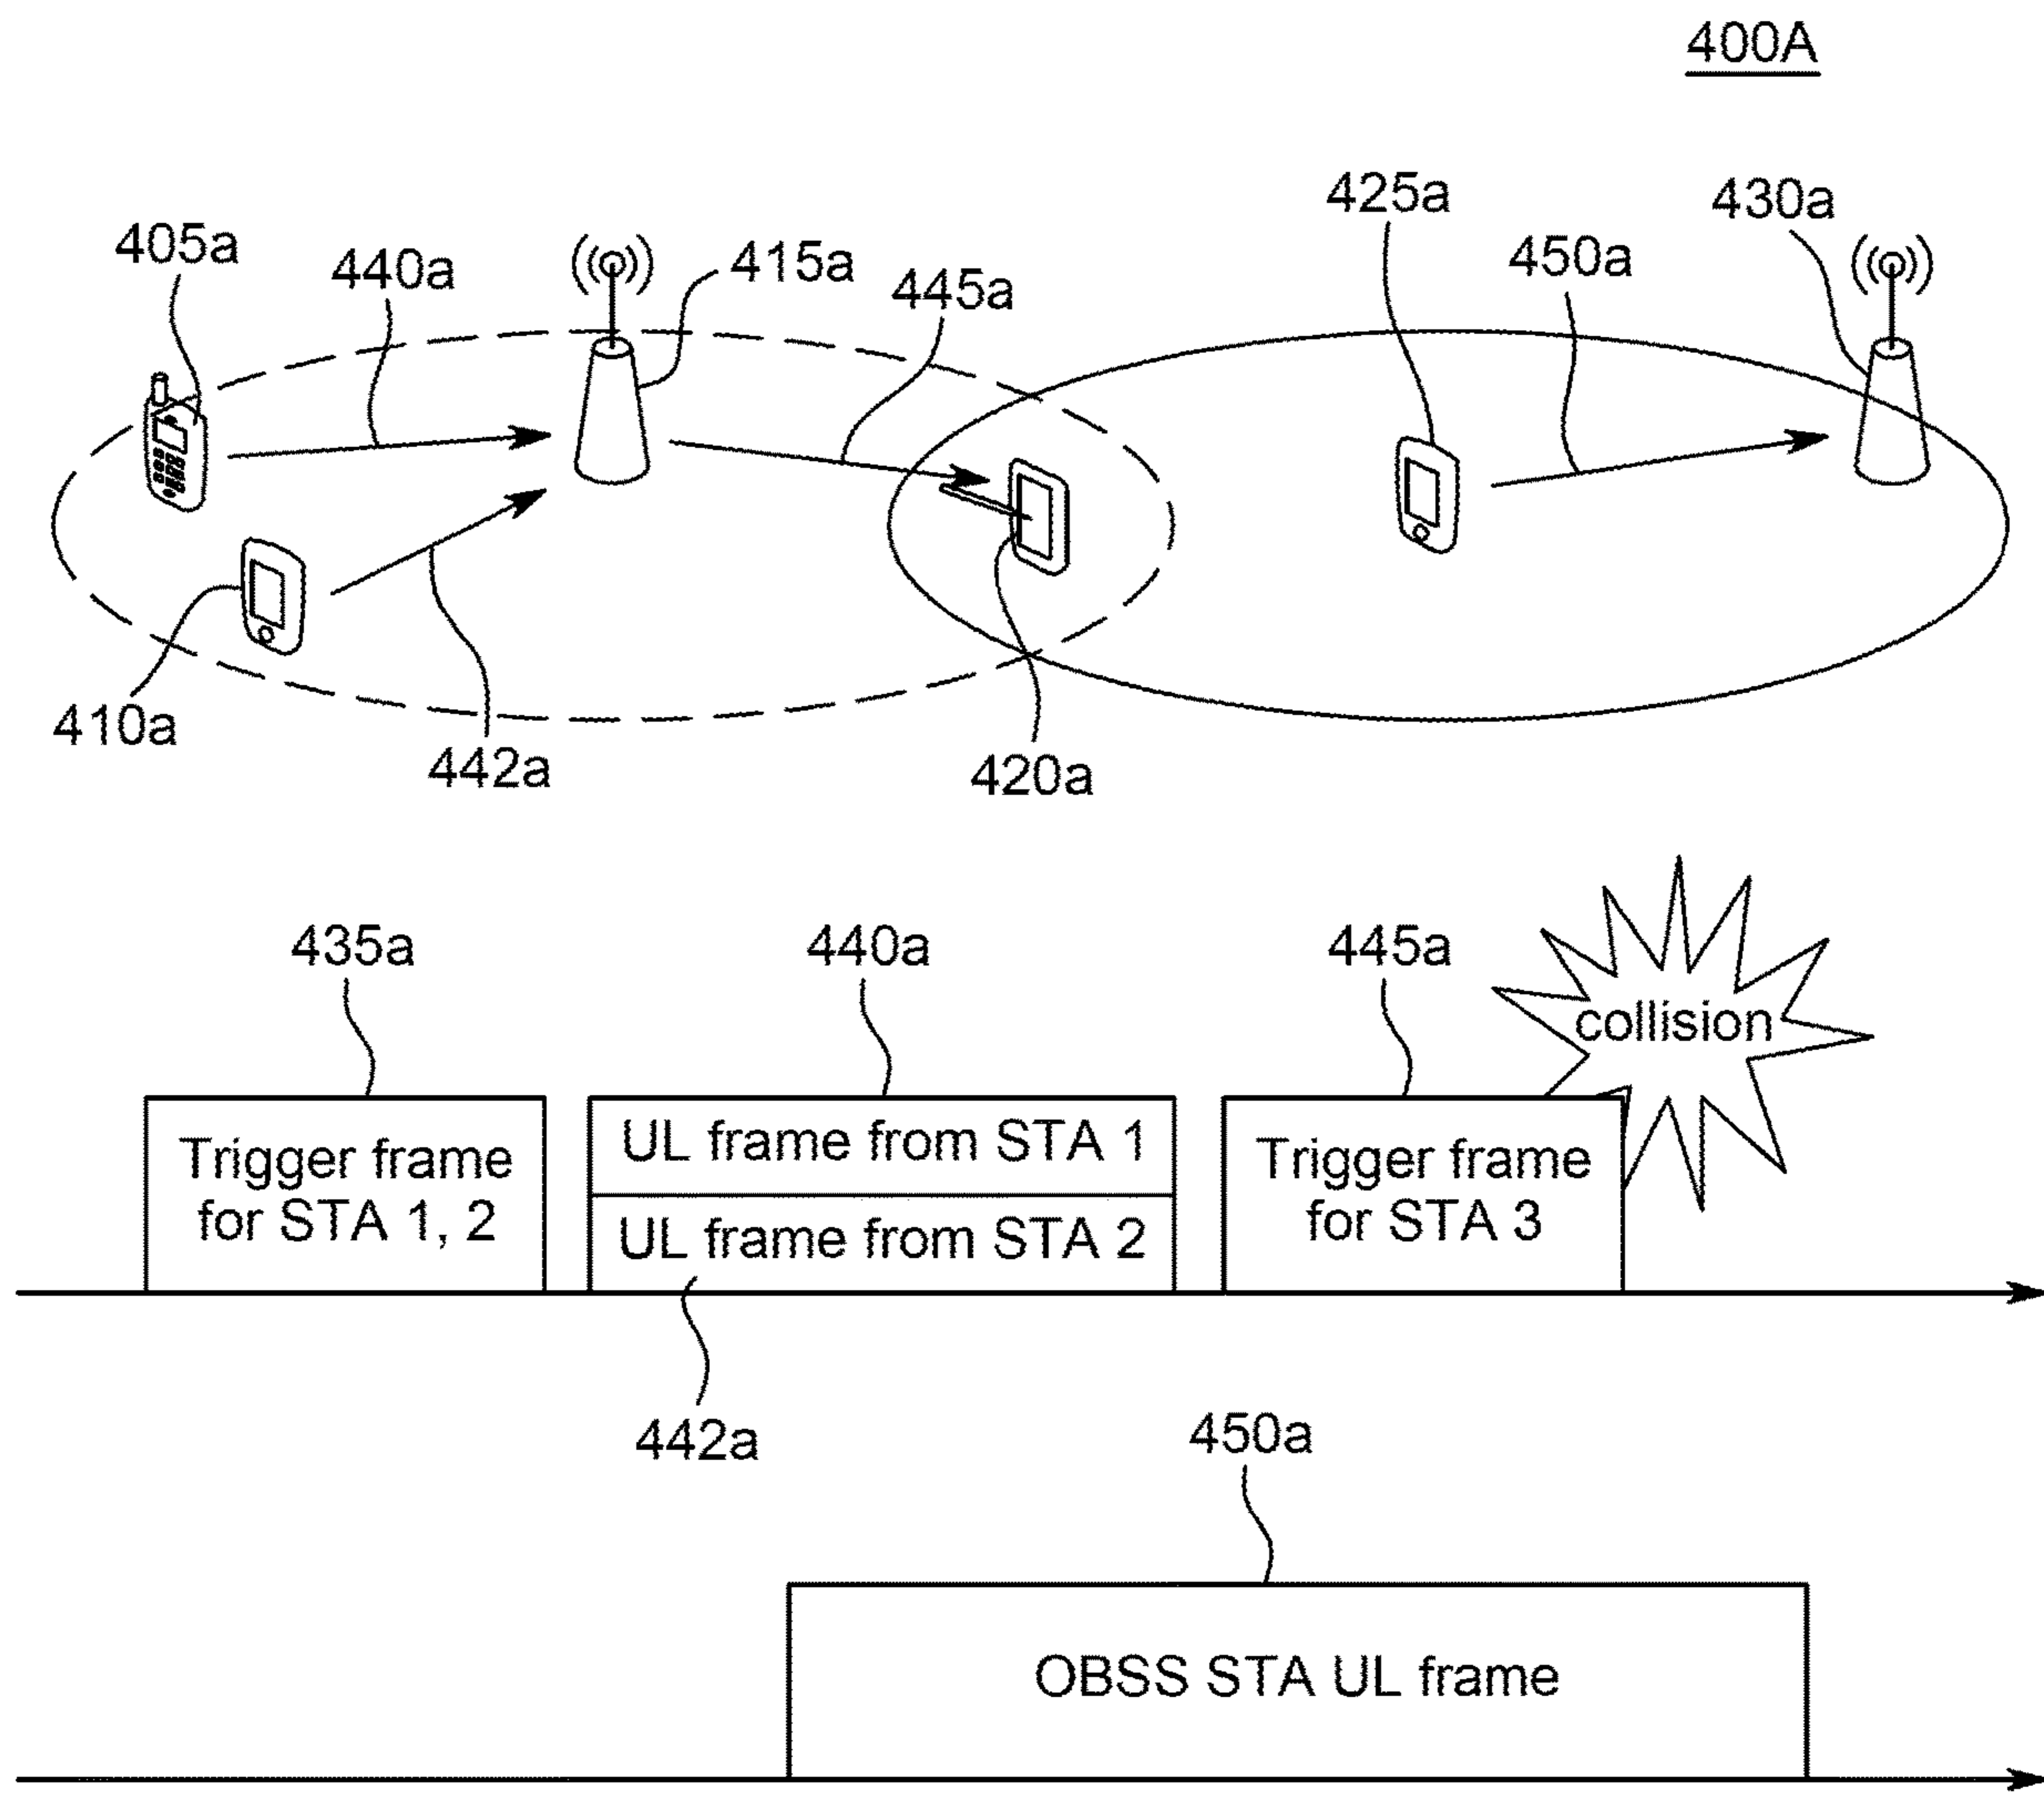 400A
425a
430a
405a
440a
415a
445a
450a
410a
442a
420a
435a
440a
445a
collision
Trigger frame
for STA 1, 2
UL frame from STA 1
UL frame from STA 2
Trigger frame
for STA 3
442a
450a
OBSS STA UL frame